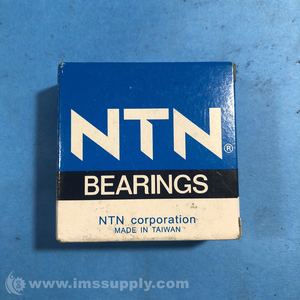 NTN®
BEARINGS
NTN corporation
MADE IN TAIWAN
© www.imssupply.com